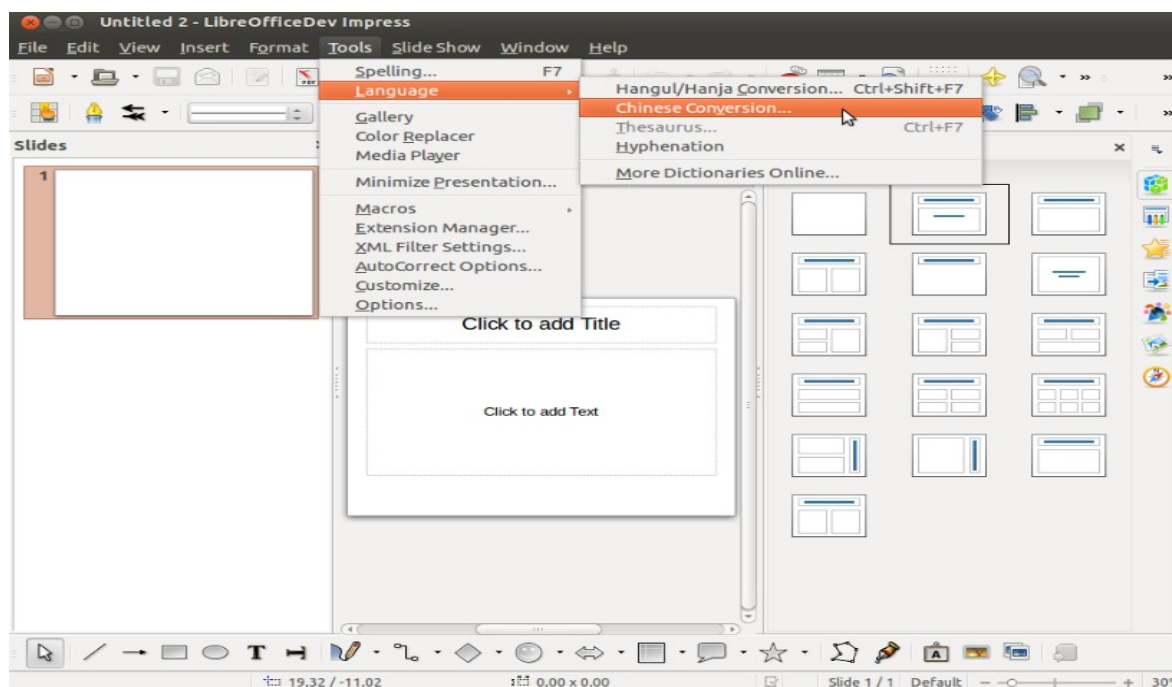 Untitled 2 - LibreOfficeDev Impress
File Edit View Insert Format Tools Slide Show Window Help
Spelling... F7
Language
Gallery
Color Replacer
Media Player
Minimize Presentation...
Macros
Extension Manager...
XML Filter Settings...
AutoCorrect Options...
Customize...
Options...
Hangul/Hanja Conversion... Ctrl+Shift+F7
Chinese Conversion...
Thesaurus... Ctrl+F7
Hyphenation
More Dictionaries Online...
Slides
1
Click to add Title
Click to add Text
19.32 / -11.02 0.00 x 0.00 Slide 1 / 1 Default